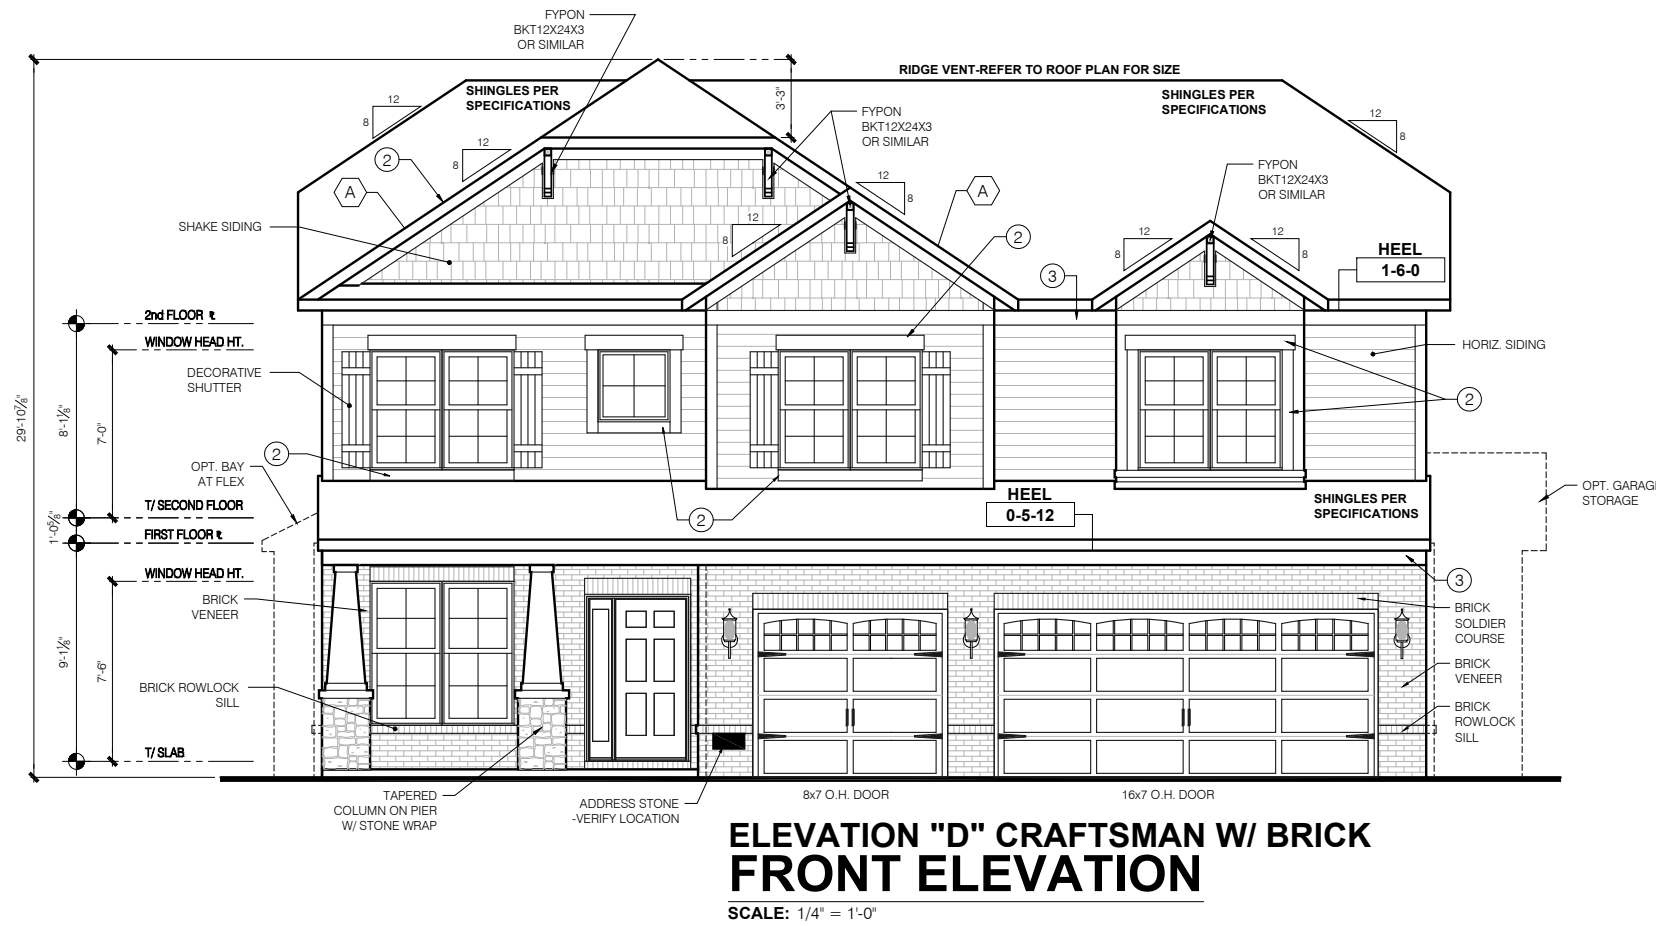 FYPON
BKT12X24X3
OR SIMILAR
RIDGE VENT-REFER TO ROOF PLAN FOR SIZE
SHINGLES PER
SPECIFICATIONS
SHINGLES PER
SPECIFICATIONS
3'-3"
12
8
12
8
FYPON
BKT12X24X3
OR SIMILAR
12
8
2
A
12
8
A
FYPON
BKT12X24X3
OR SIMILAR
SHAKE SIDING
12
8
2
12
8
12
8
3
HEEL
1-6-0
2nd FLOOR
WINDOW HEAD HT.
HORIZ. SIDING
DECORATIVE
SHUTTER
2
29'-10⅞"
8'-1⅛"
7'-0"
2
OPT. BAY
AT FLEX
OPT. GARAGE
STORAGE
T/ SECOND FLOOR
HEEL
0-5-12
SHINGLES PER
SPECIFICATIONS
2
1'-0⅝"
FIRST FLOOR
WINDOW HEAD HT.
3
BRICK
VENEER
BRICK
SOLDIER
COURSE
9'-1⅛"
7'-6"
BRICK
VENEER
BRICK ROWLOCK
SILL
BRICK
ROWLOCK
SILL
T/ SLAB
TAPERED
COLUMN ON PIER
W/ STONE WRAP
ADDRESS STONE
-VERIFY LOCATION
8x7 O.H. DOOR
16x7 O.H. DOOR
ELEVATION "D" CRAFTSMAN W/ BRICK
FRONT ELEVATION
SCALE: 1/4" = 1'-0"